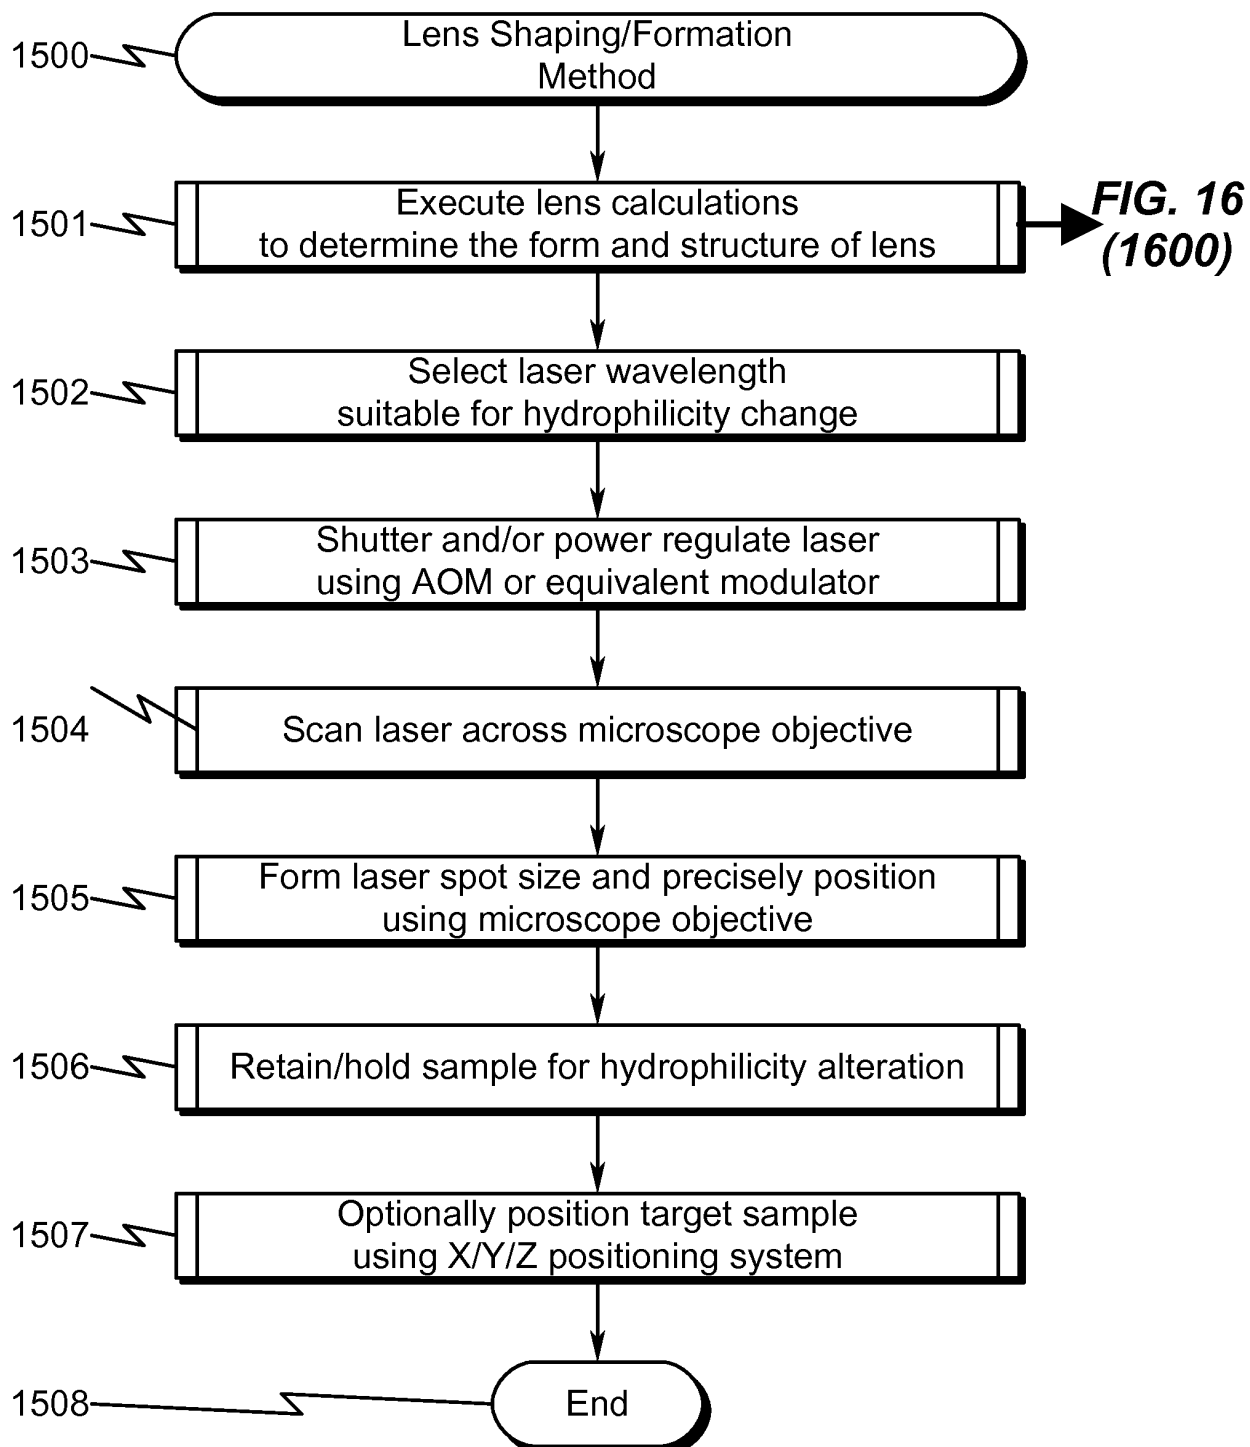 1500
Lens Shaping/Formation
Method
1501
Execute lens calculations
to determine the form and structure of lens
FIG. 16
(1600)
1502
Select laser wavelength
suitable for hydrophilicity change
1503
Shutter and/or power regulate laser
using AOM or equivalent modulator
1504
Scan laser across microscope objective
1505
Form laser spot size and precisely position
using microscope objective
1506
Retain/hold sample for hydrophilicity alteration
1507
Optionally position target sample
using X/Y/Z positioning system
1508
End